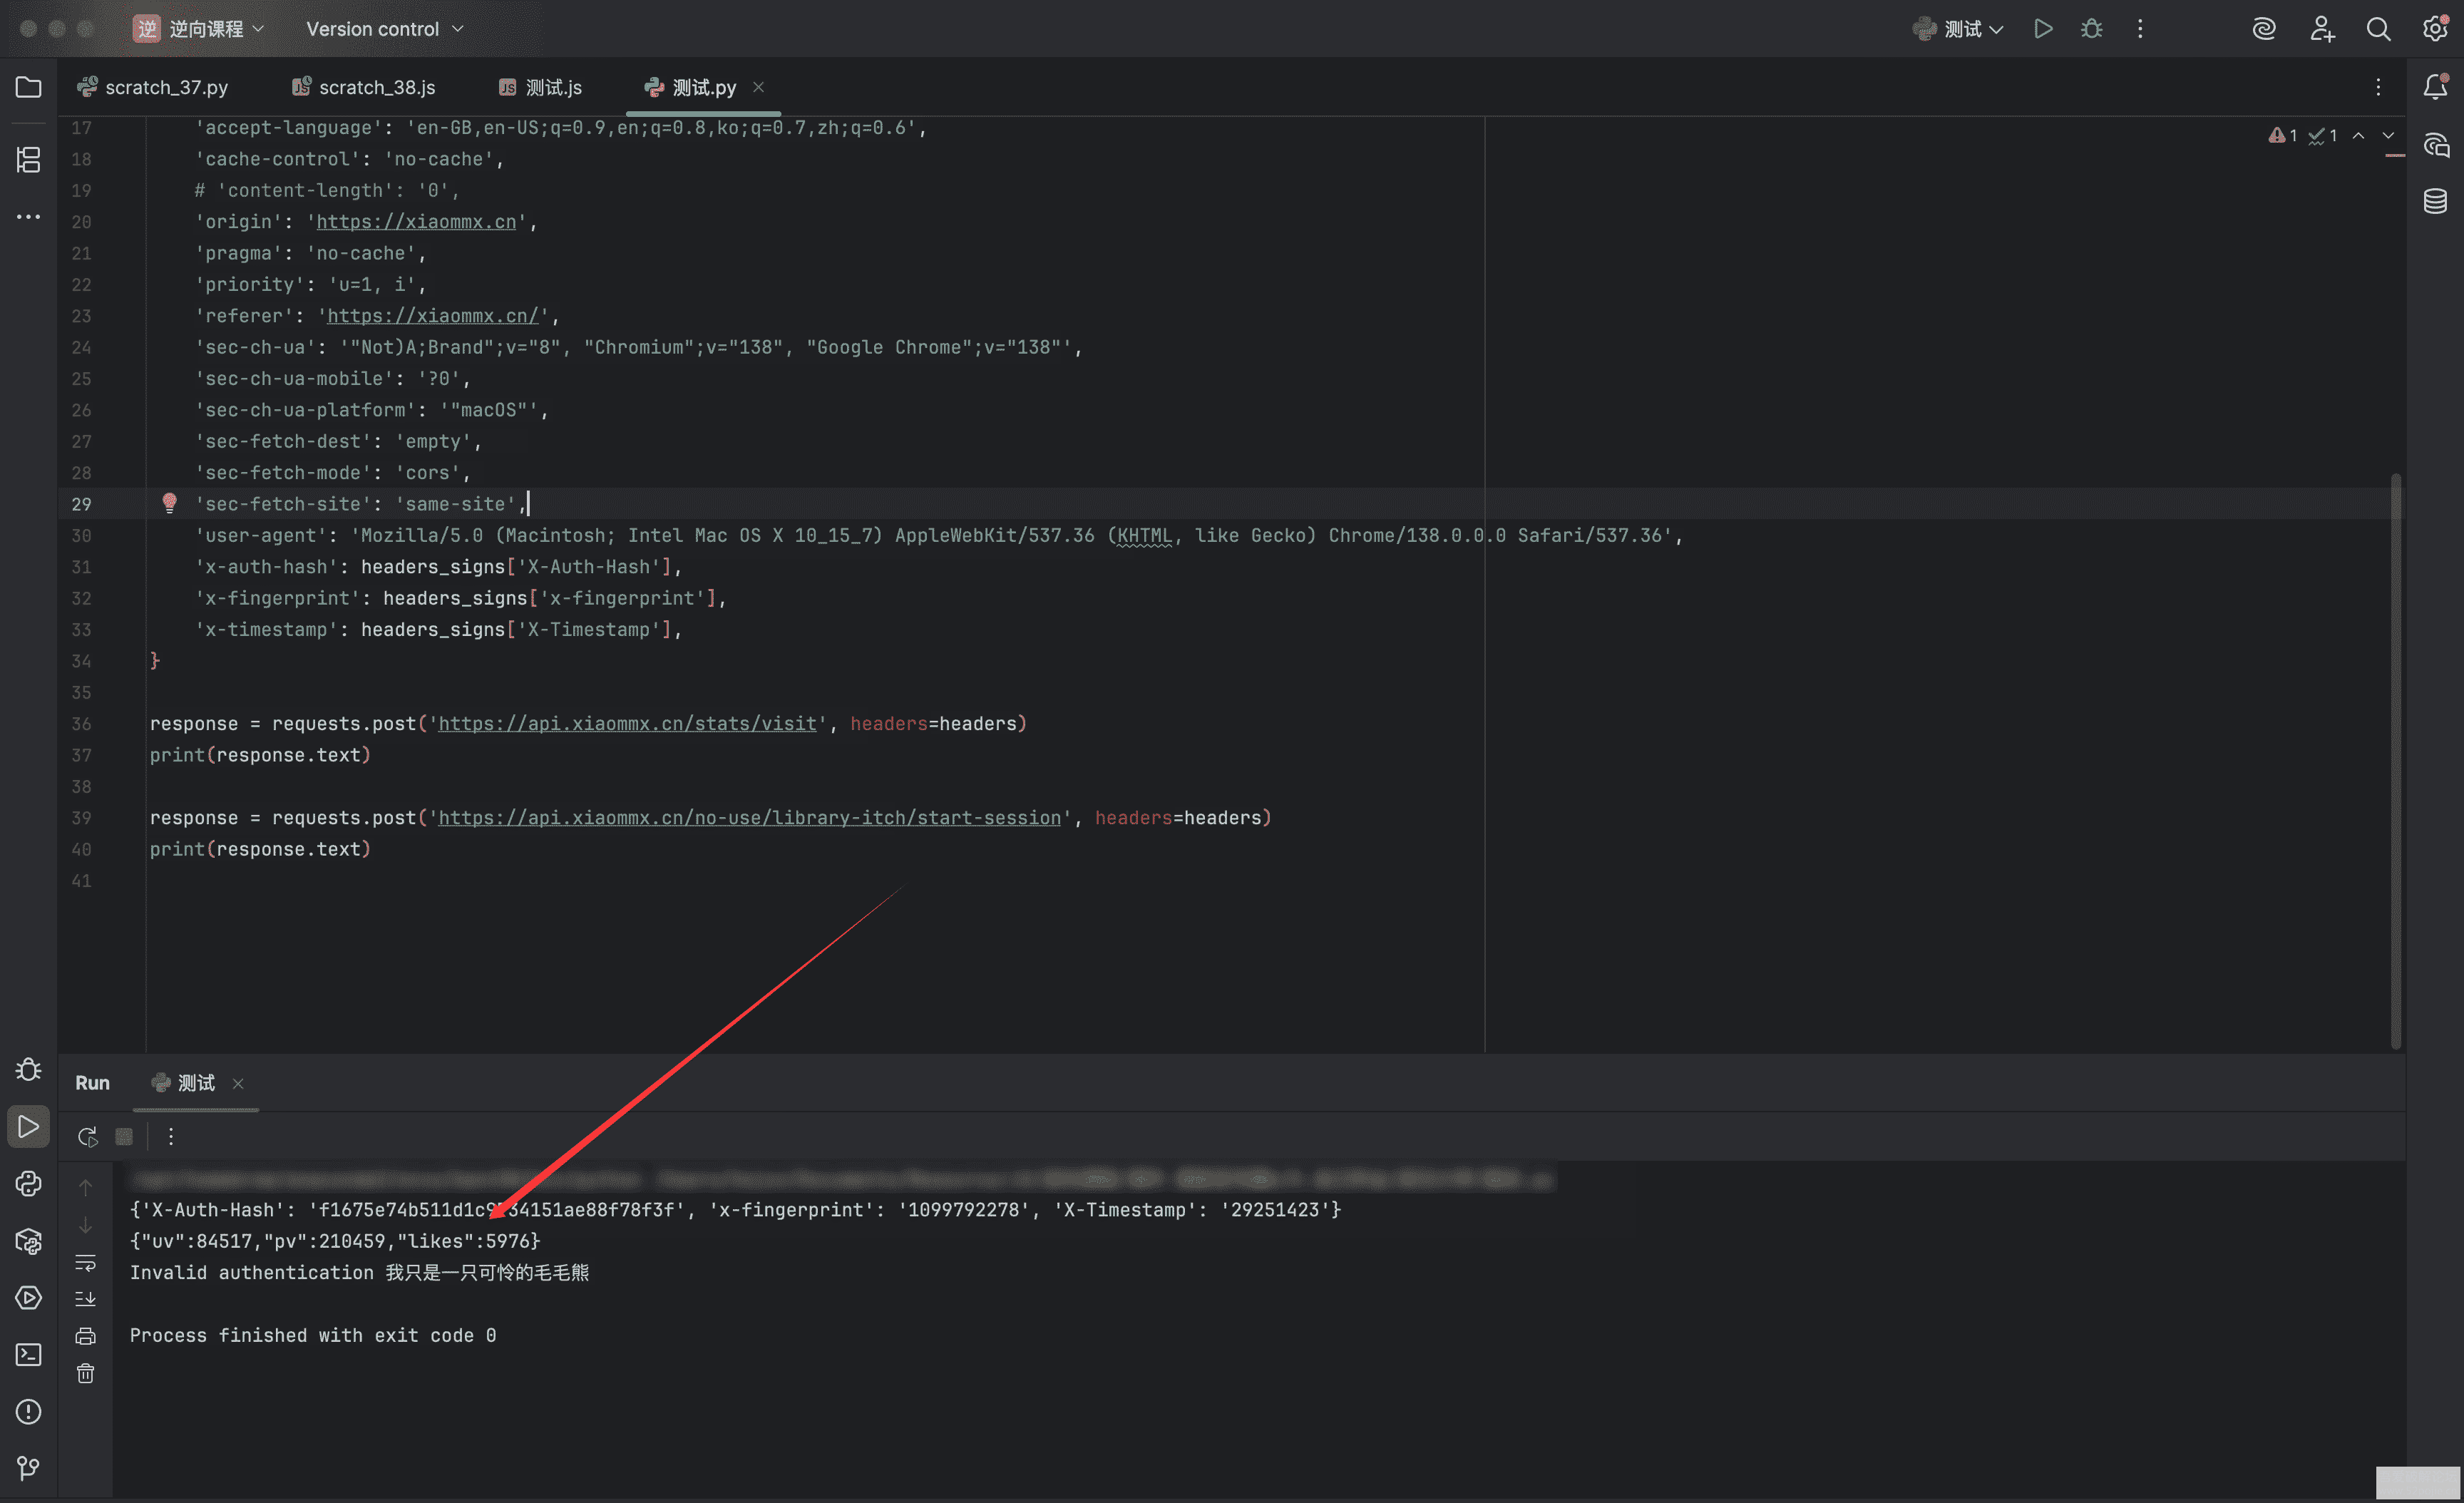 逆 逆向课程 Version control 测试
scratch_37.py scratch_38.js 测试.js 测试.py
17 'accept-language': 'en-GB,en-US;q=0.9,en;q=0.8,ko;q=0.7,zh;q=0.6',
1 1
18 'cache-control': 'no-cache',
19 # 'content-length': '0',
20 'origin': 'https://xiaommx.cn',
21 'pragma': 'no-cache',
22 'priority': 'u=1, i',
23 'referer': 'https://xiaommx.cn/',
24 'sec-ch-ua': '"Not)A;Brand";v="8", "Chromium";v="138", "Google Chrome";v="138"',
25 'sec-ch-ua-mobile': '?0',
26 'sec-ch-ua-platform': '"macOS"',
27 'sec-fetch-dest': 'empty',
28 'sec-fetch-mode': 'cors',
29 'sec-fetch-site': 'same-site',
30 'user-agent': 'Mozilla/5.0 (Macintosh; Intel Mac OS X 10_15_7) AppleWebKit/537.36 (KHTML, like Gecko) Chrome/138.0.0.0 Safari/537.36',
31 'x-auth-hash': headers_signs['X-Auth-Hash'],
32 'x-fingerprint': headers_signs['x-fingerprint'],
33 'x-timestamp': headers_signs['X-Timestamp'],
34 }
35
36 response = requests.post('https://api.xiaommx.cn/stats/visit', headers=headers)
37 print(response.text)
38
39 response = requests.post('https://api.xiaommx.cn/no-use/library-itch/start-session', headers=headers)
40 print(response.text)
41
Run 测试
{'X-Auth-Hash': , 'x-fingerprint': '1099792278', 'X-Timestamp': '29251423'}
{"uv":84517,"pv":210459,"likes":5976}
Invalid authentication 我只是一只可怜的毛毛熊
Process finished with exit code 0